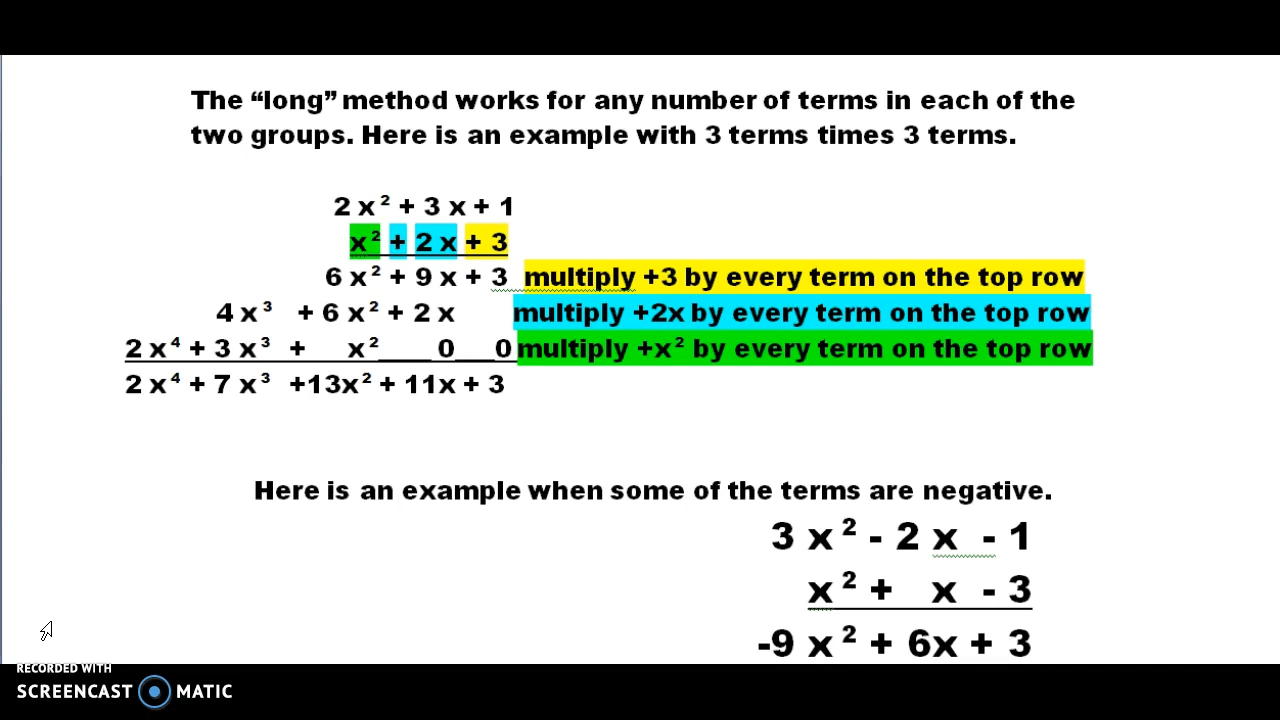 The “long” method works for any number of terms in each of the
two groups. Here is an example with 3 terms times 3 terms.
2 x² + 3 x + 1
x² + 2 x + 3
6 x² + 9 x + 3 multiply +3 by every term on the top row
4 x³ + 6 x² + 2 x multiply +2x by every term on the top row
2 x⁴ + 3 x³ + x²____ 0___0 multiply +x² by every term on the top row
2 x⁴ + 7 x³ +13x² + 11x + 3
Here is an example when some of the terms are negative.
3 x² - 2 x - 1
x² + x - 3
-9 x² + 6x + 3
RECORDED WITH
SCREENCAST MATIC